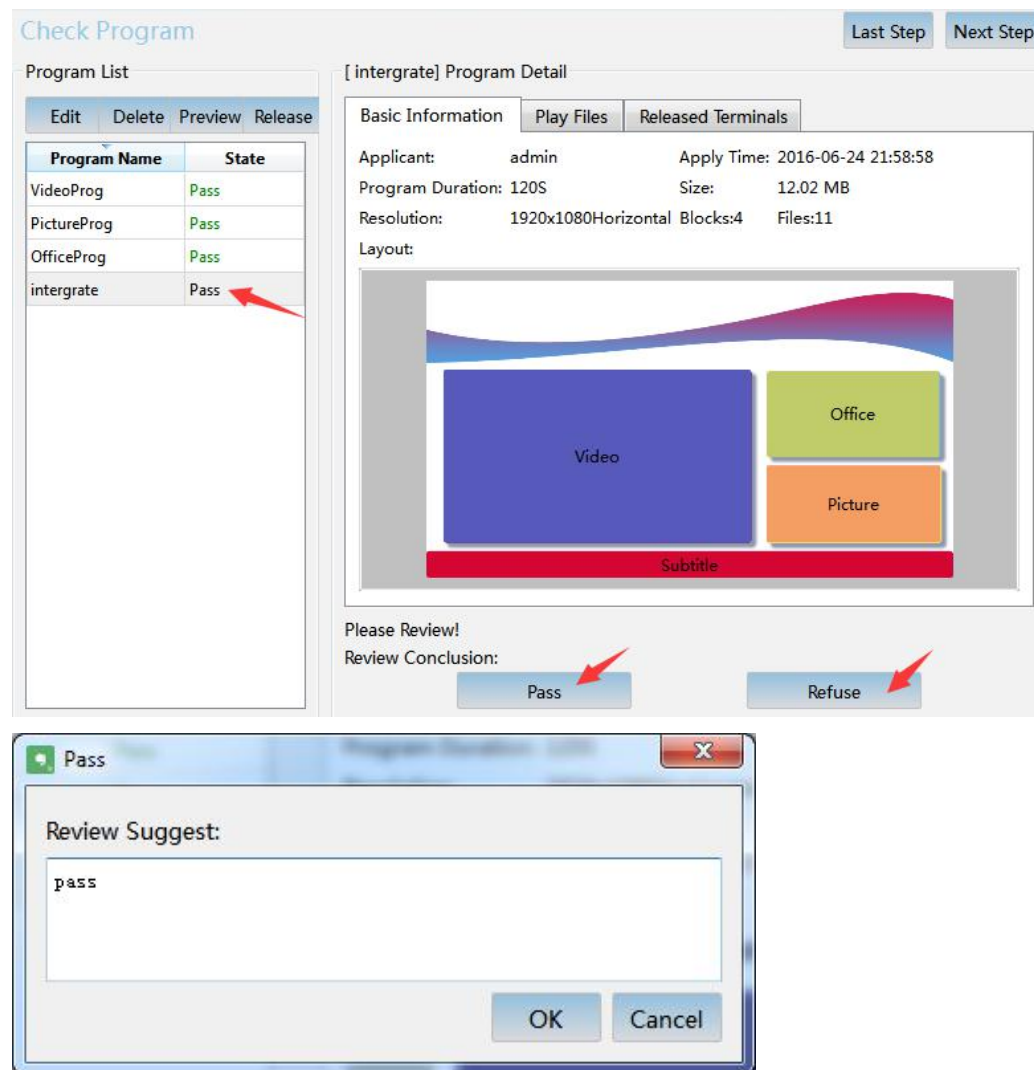 Check Program
Last Step Next Step
Program List
Edit Delete Preview Release
Program Name State
VideoProg Pass
PictureProg Pass
OfficeProg Pass
intergrate Pass
[ intergrate] Program Detail
Basic Information Play Files Released Terminals
Applicant: admin Apply Time: 2016-06-24 21:58:58
Program Duration: 120S Size: 12.02 MB
Resolution: 1920x1080Horizontal Blocks:4 Files:11
Layout:
Video
Office
Picture
Subtitle
Please Review!
Review Conclusion:
Pass Refuse
Pass
Review Suggest:
pass
OK Cancel